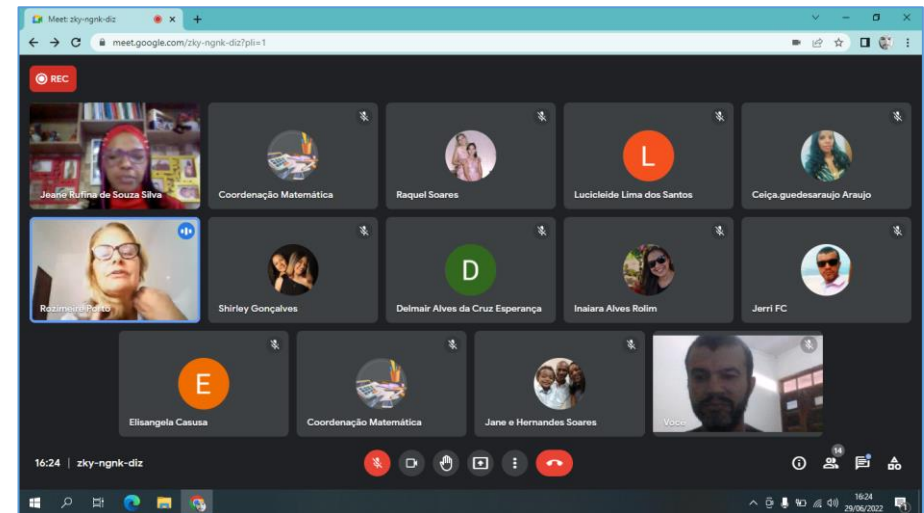 Meet: zky-ngnk-diz
meet.google.com/zky-ngnk-diz?pli=1
REC
Jeane Rufina de Souza Silva
Coordenação Matemática
Raquel Soares
L
Lucicleide Lima dos Santos
Ceiça.guedesaraujo Araujo
Rozimeire Porto
Shirley Gonçalves
D
Delmair Alves da Cruz Esperança
Inaiara Alves Rolim
Jerri FC
E
Elisangela Casusa
Coordenação Matemática
Jane e Hernandes Soares
Você
16:24 | zky-ngnk-diz
14
16:24
29/06/2022